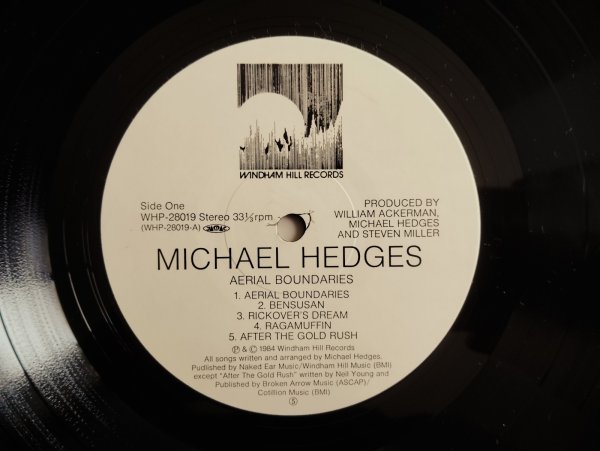 WINDHAM HILL RECORDS
Side One
WHP-28019 Stereo 33⅓rpm
(WHP-28019-A)
PRODUCED BY
WILLIAM ACKERMAN,
MICHAEL HEDGES
AND STEVEN MILLER
MICHAEL HEDGES
AERIAL BOUNDARIES
1. AERIAL BOUNDARIES
2. BENSUSAN
3. RICKOVER'S DREAM
4. RAGAMUFFIN
5. AFTER THE GOLD RUSH
℗ & © 1984 Windham Hill Records
All songs written and arranged by Michael Hedges.
Pudlished by Naked Ear Music/Windham Hill Music (BMI)
except "After The Gold Rush" written by Neil Young and
Published by Broken Arrow Music (ASCAP)/
Cotillion Music (BMI)
Ⓢ